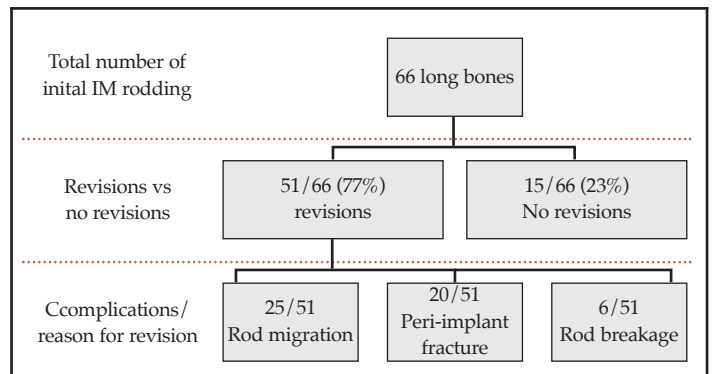 Total number of
inital IM rodding
66 long bones
Revisions vs
no revisions
51/66 (77%)
revisions
15/66 (23%)
No revisions
Ccomplications/
reason for revision
25/51
Rod migration
20/51
Peri-implant
fracture
6/51
Rod breakage